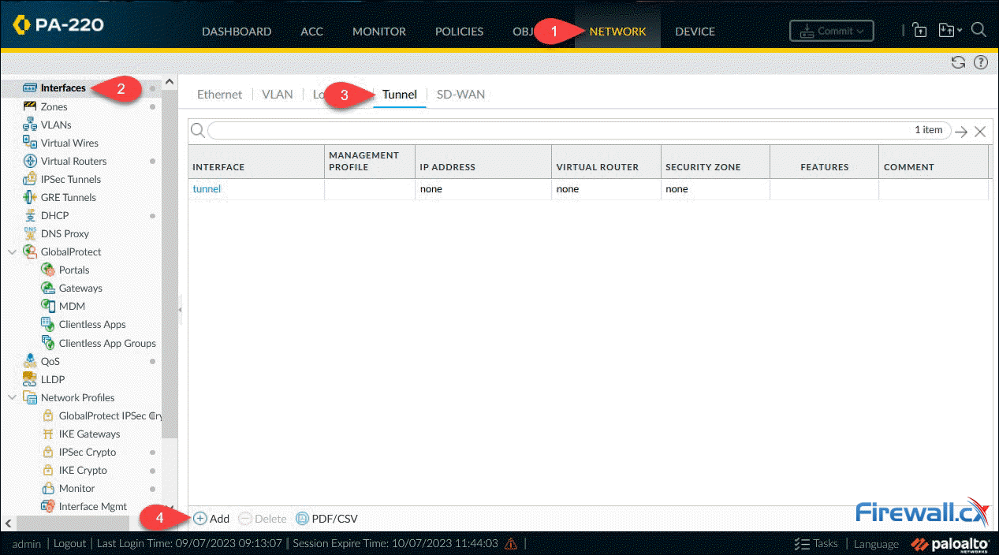 PA-220
DASHBOARD ACC MONITOR POLICIES OBJ 1 NETWORK DEVICE Commit
Interfaces 2
Zones
VLANs
Virtual Wires
Virtual Routers
IPSec Tunnels
GRE Tunnels
DHCP
DNS Proxy
GlobalProtect
Portals
Gateways
MDM
Clientless Apps
Clientless App Groups
QoS
LLDP
Network Profiles
GlobalProtect IPSec Cry
IKE Gateways
IPSec Crypto
IKE Crypto
Monitor
Interface Mgmt
Ethernet VLAN Lo 3 Tunnel SD-WAN
1 item
INTERFACE MANAGEMENT PROFILE IP ADDRESS VIRTUAL ROUTER SECURITY ZONE FEATURES COMMENT
tunnel none none none
4 Add Delete PDF/CSV
Firewall.cx
admin | Logout | Last Login Time: 09/07/2023 09:13:07 | Session Expire Time: 10/07/2023 11:44:03 |
Tasks | Language paloalto NETWORKS